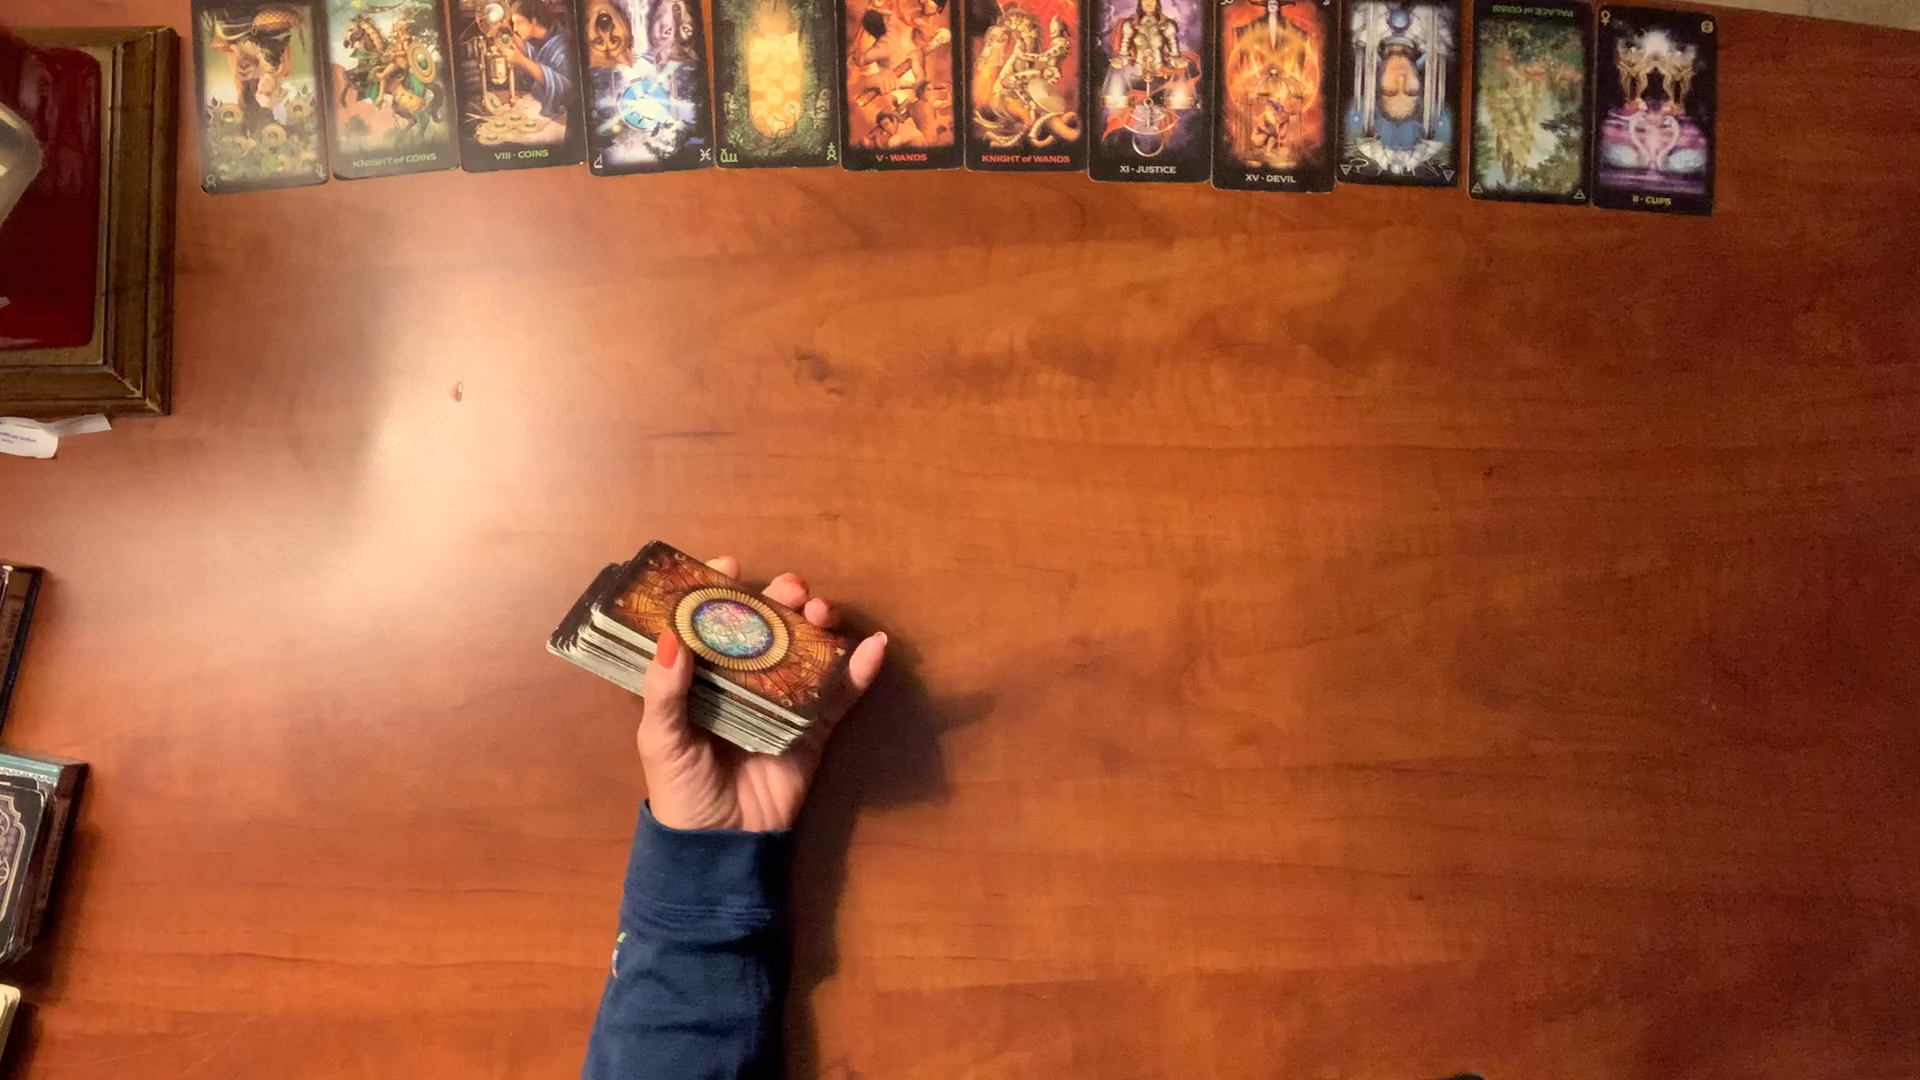 KNIGHT of COINS
VIII · COINS
V · WANDS
KNIGHT of WANDS
XI · JUSTICE
XV · DEVIL
PALACE of COINS
II · CUPS